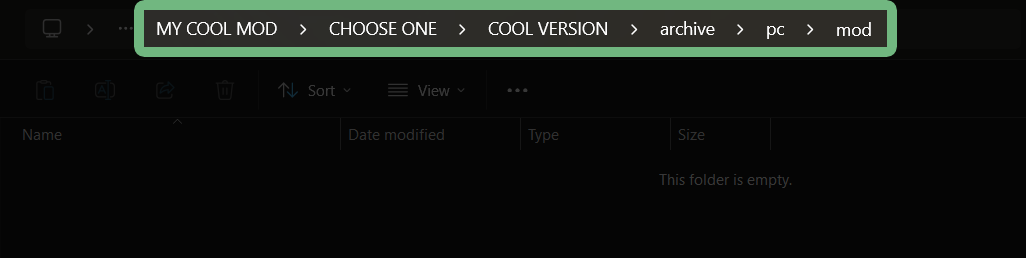 … > MY COOL MOD > CHOOSE ONE > COOL VERSION > archive > pc > mod
Sort View •••
Name Date modified Type Size
This folder is empty.